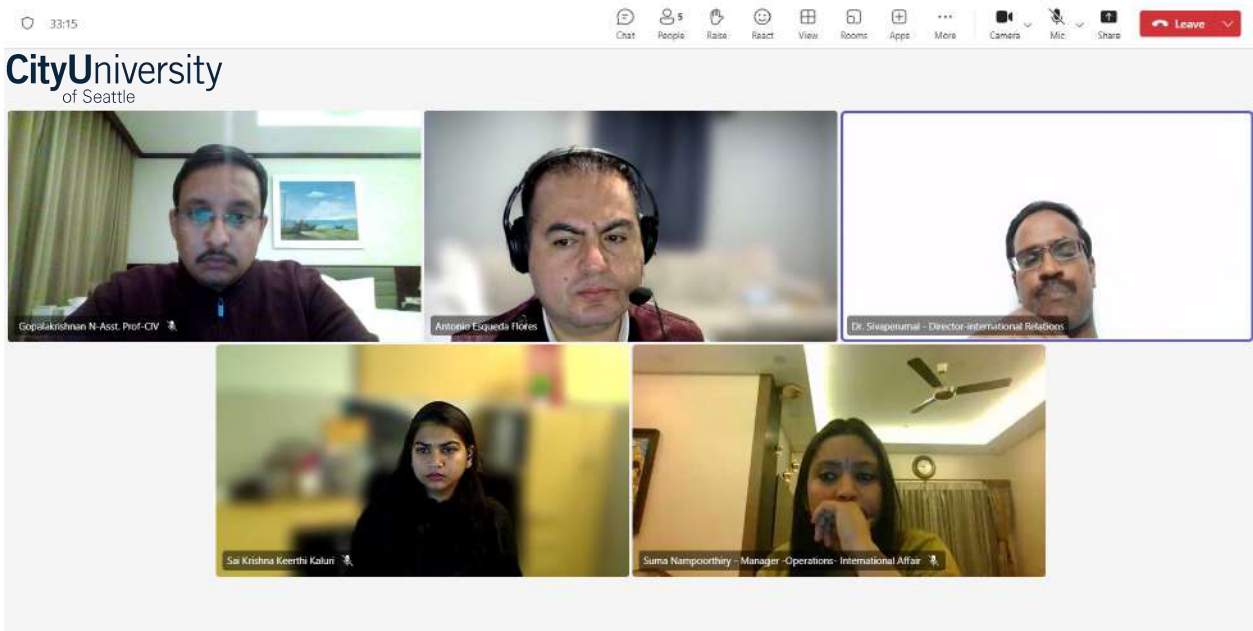 33:15
5
Chat
People
Raise
React
View
Rooms
Apps
More
Camera
Mic
Share
Leave
CityUniversity
of Seattle
Gopalakrishnan N-Asst. Prof-CIV
Antonio Esqueda Flores
Dr. Sivaperumal - Director-international Relations
Sai Krishna Keerthi Kaluri
Suma Nampoorthiry - Manager -Operations- International Affair